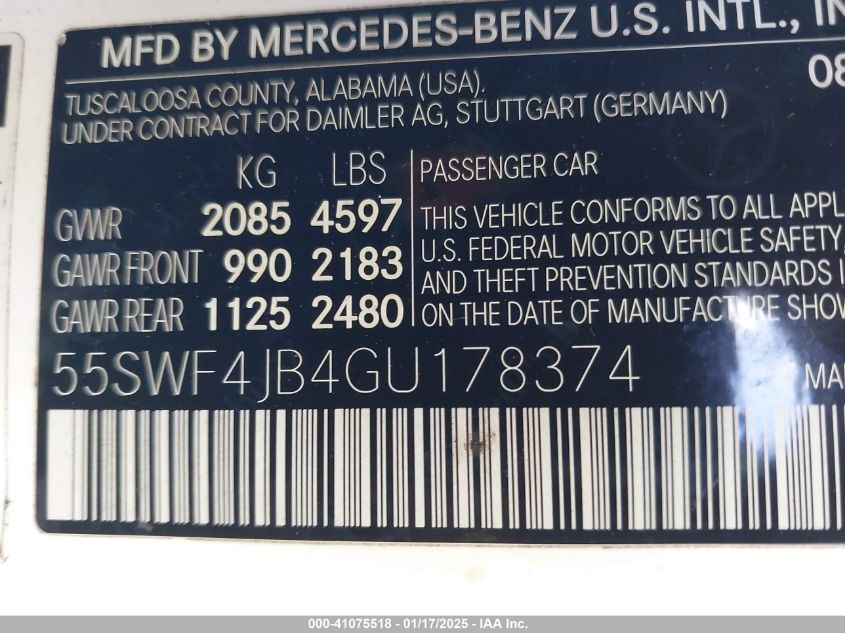 MFD BY MERCEDES-BENZ U.S. INTL., IN
08
TUSCALOOSA COUNTY, ALABAMA (USA).
UNDER CONTRACT FOR DAIMLER AG, STUTTGART (GERMANY)
KG LBS PASSENGER CAR
GVWR 2085 4597 THIS VEHICLE CONFORMS TO ALL APPL
GAWR FRONT 990 2183 U.S. FEDERAL MOTOR VEHICLE SAFETY,
AND THEFT PREVENTION STANDARDS I
GAWR REAR 1125 2480 ON THE DATE OF MANUFACTURE SHOW
55SWF4JB4GU178374
MA
000-41075518 - 01/17/2025 - IAA Inc.